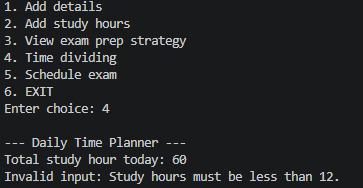 1. Add details
2. Add study hours
3. View exam prep strategy
4. Time dividing
5. Schedule exam
6. EXIT
Enter choice: 4
--- Daily Time Planner ---
Total study hour today: 60
Invalid input: Study hours must be less than 12.